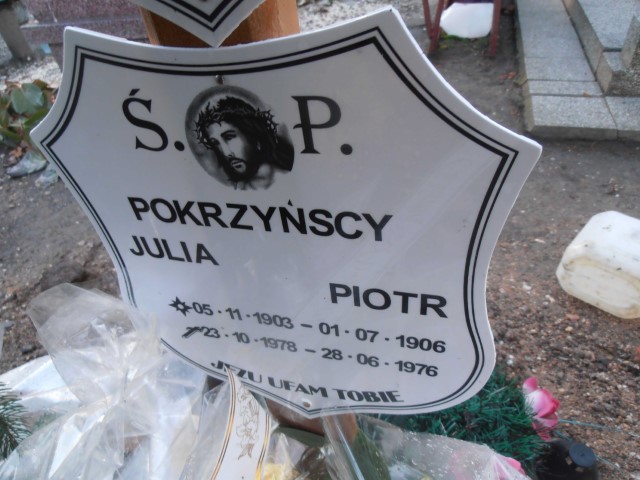 Ś. P.
POKRZYŃSCY
JULIA
PIOTR
05·11·1903 – 01·07·1906
23·10·1978 – 28·06·1976
JEZU UFAM TOBIE